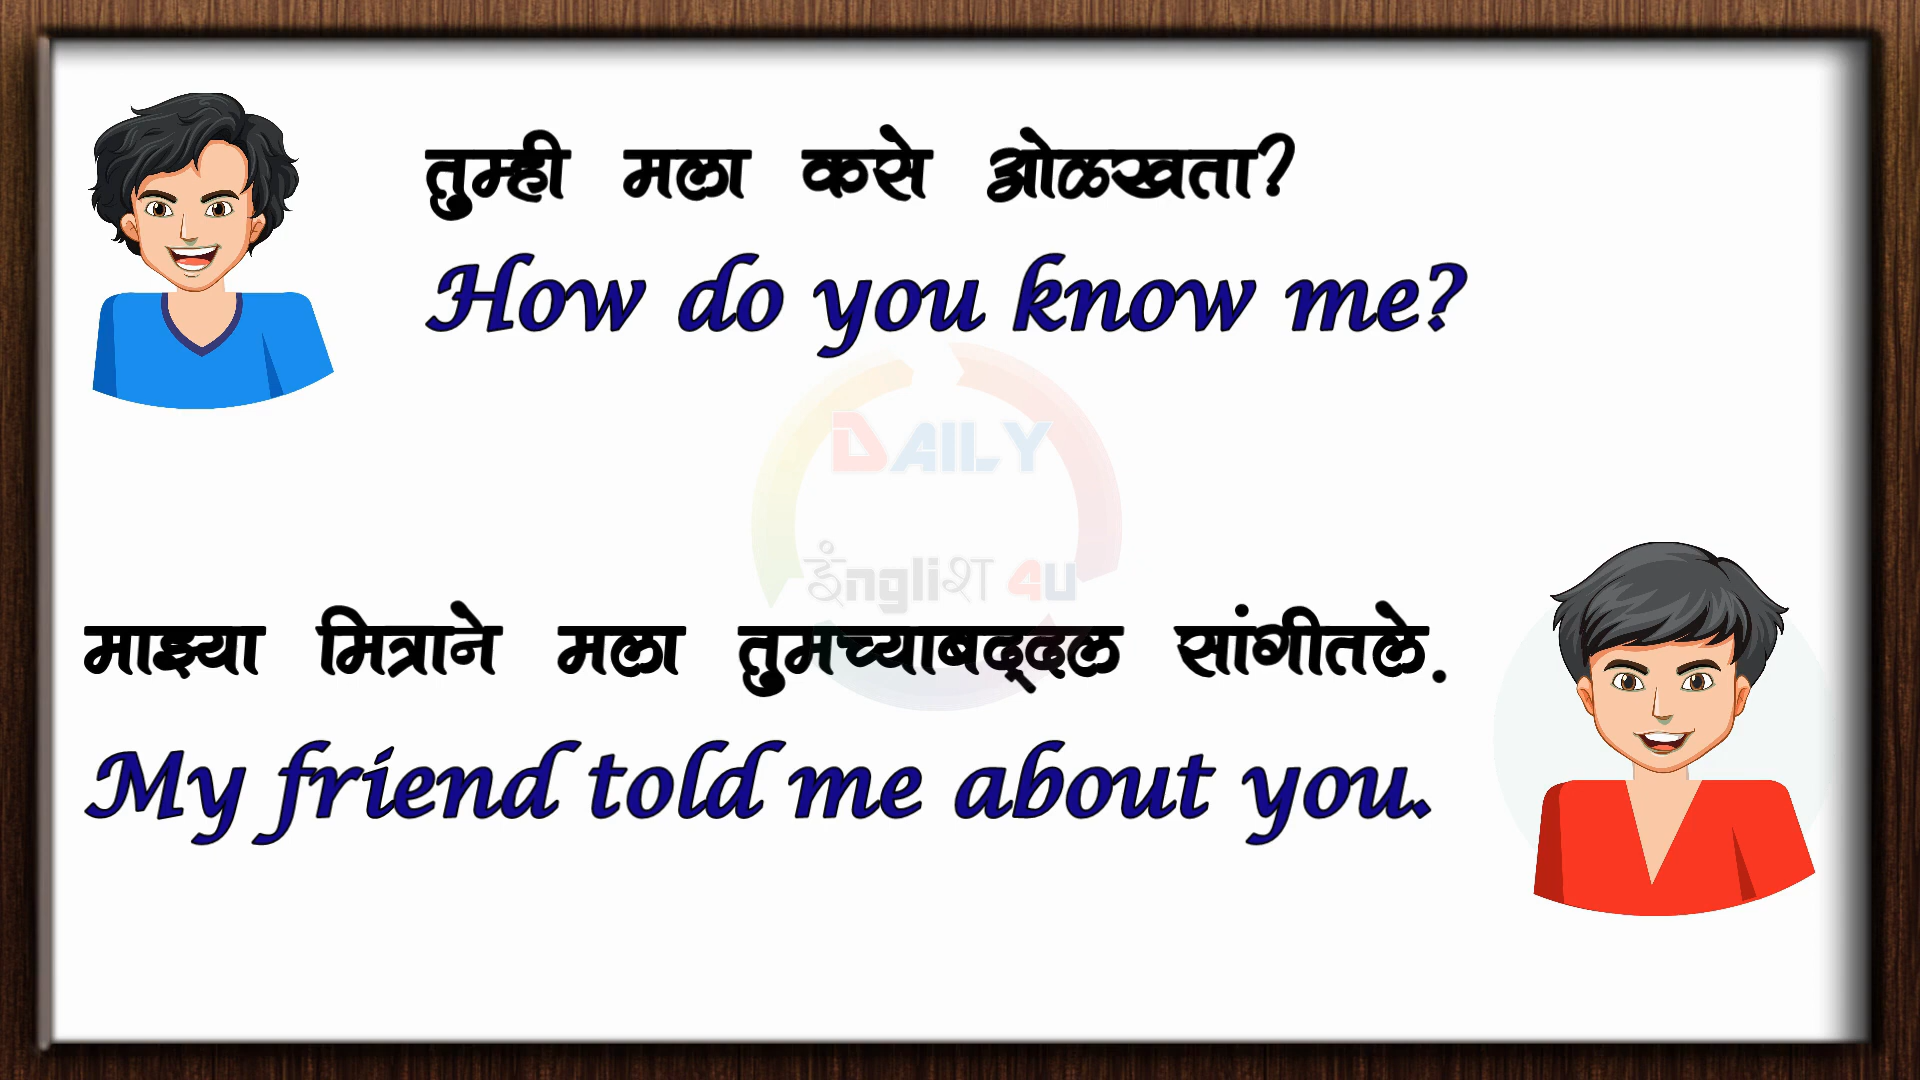 तुम्ही मला कसे ओळखता?
How do you know me?
DAILY
इंngliश 4U
माझ्या मित्राने मला तुमच्याबद्‌दल सांगीतले.
My friend told me about you.